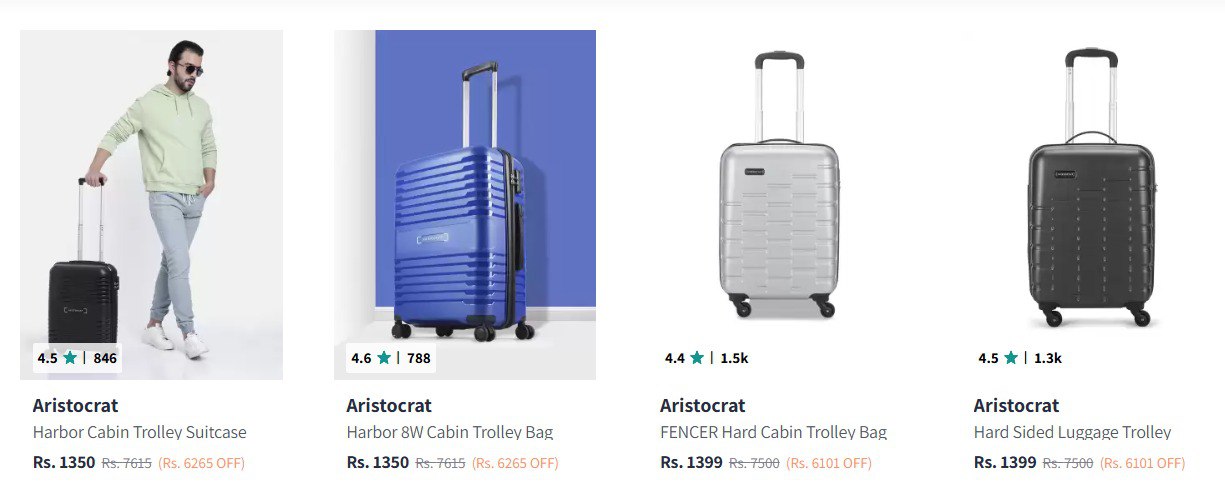 4.5 ★ | 846
4.6 ★ | 788
4.4 ★ | 1.5k
4.5 ★ | 1.3k
Aristocrat
Harbor Cabin Trolley Suitcase
Rs. 1350 Rs. 7615 (Rs. 6265 OFF)
Aristocrat
Harbor 8W Cabin Trolley Bag
Rs. 1350 Rs. 7615 (Rs. 6265 OFF)
Aristocrat
FENCER Hard Cabin Trolley Bag
Rs. 1399 Rs. 7500 (Rs. 6101 OFF)
Aristocrat
Hard Sided Luggage Trolley
Rs. 1399 Rs. 7500 (Rs. 6101 OFF)